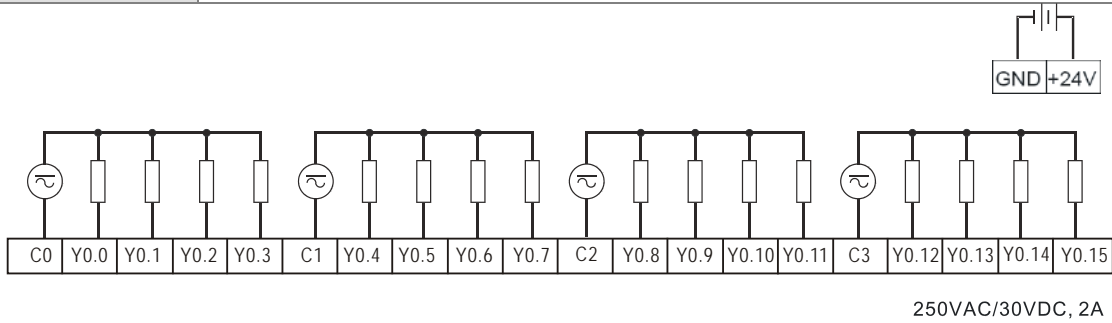 GND +24V
C0 Y0.0 Y0.1 Y0.2 Y0.3 C1 Y0.4 Y0.5 Y0.6 Y0.7 C2 Y0.8 Y0.9 Y0.10 Y0.11 C3 Y0.12 Y0.13 Y0.14 Y0.15
250VAC/30VDC, 2A